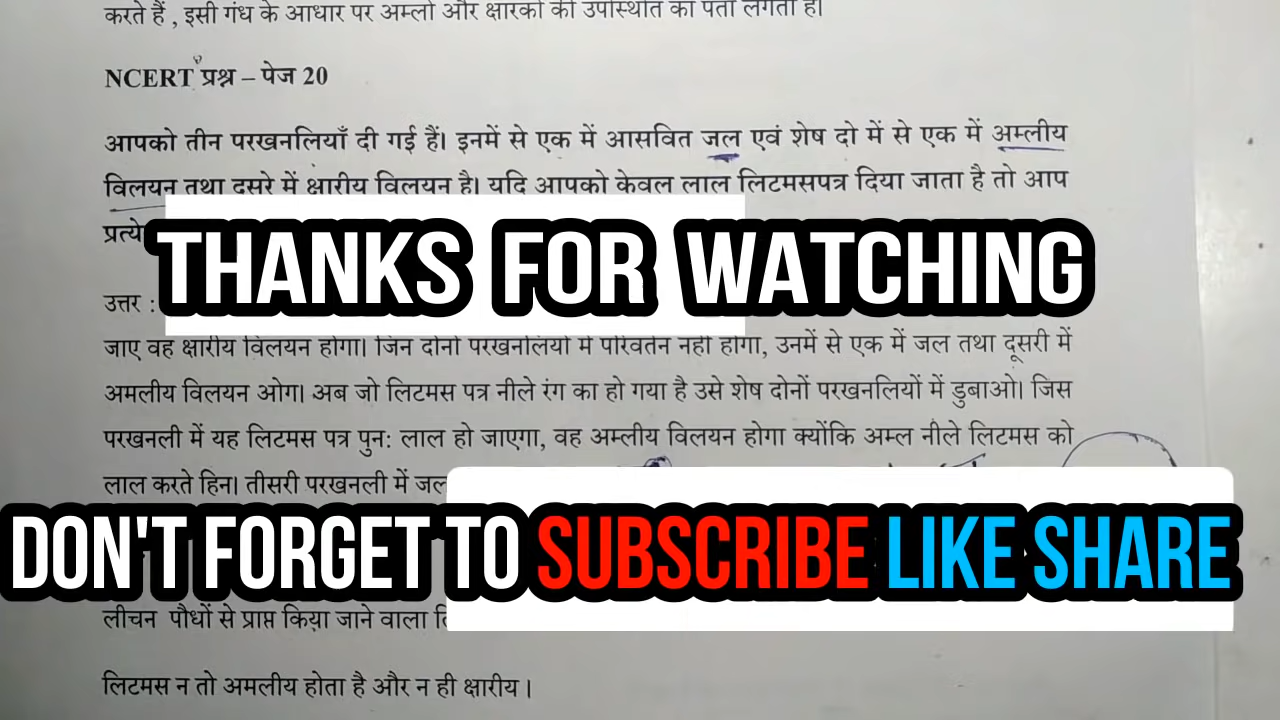 करते हैं , इसी गंध के आधार पर अम्लों और क्षारकों की उपस्थिति का पता लगता है।
NCERT प्रश्न – पेज 20
आपको तीन परखनलियाँ दी गई हैं। इनमें से एक में आसवित जल एवं शेष दो में से एक में अम्लीय
विलयन तथा दूसरे में क्षारीय विलयन है। यदि आपको केवल लाल लिटमसपत्र दिया जाता है तो आप
THANKS FOR WATCHING
उत्तर :
जाए वह क्षारीय विलयन होगा। जिन दोनों परखनलियों में परिवर्तन नहीं होगा, उनमें से एक में जल तथा दूसरी में
अमलीय विलयन ओग। अब जो लिटमस पत्र नीले रंग का हो गया है उसे शेष दोनों परखनलियों में डुबाओ। जिस
परखनली में यह लिटमस पत्र पुन: लाल हो जाएगा, वह अम्लीय विलयन होगा क्योंकि अम्ल नीले लिटमस को
लाल करते हिन। तीसरी परखनली में जल
DON'T FORGET TO SUBSCRIBE LIKE SHARE
लीचन पौधों से प्राप्त किया जाने वाला
लिटमस न तो अमलीय होता है और न ही क्षारीय ।